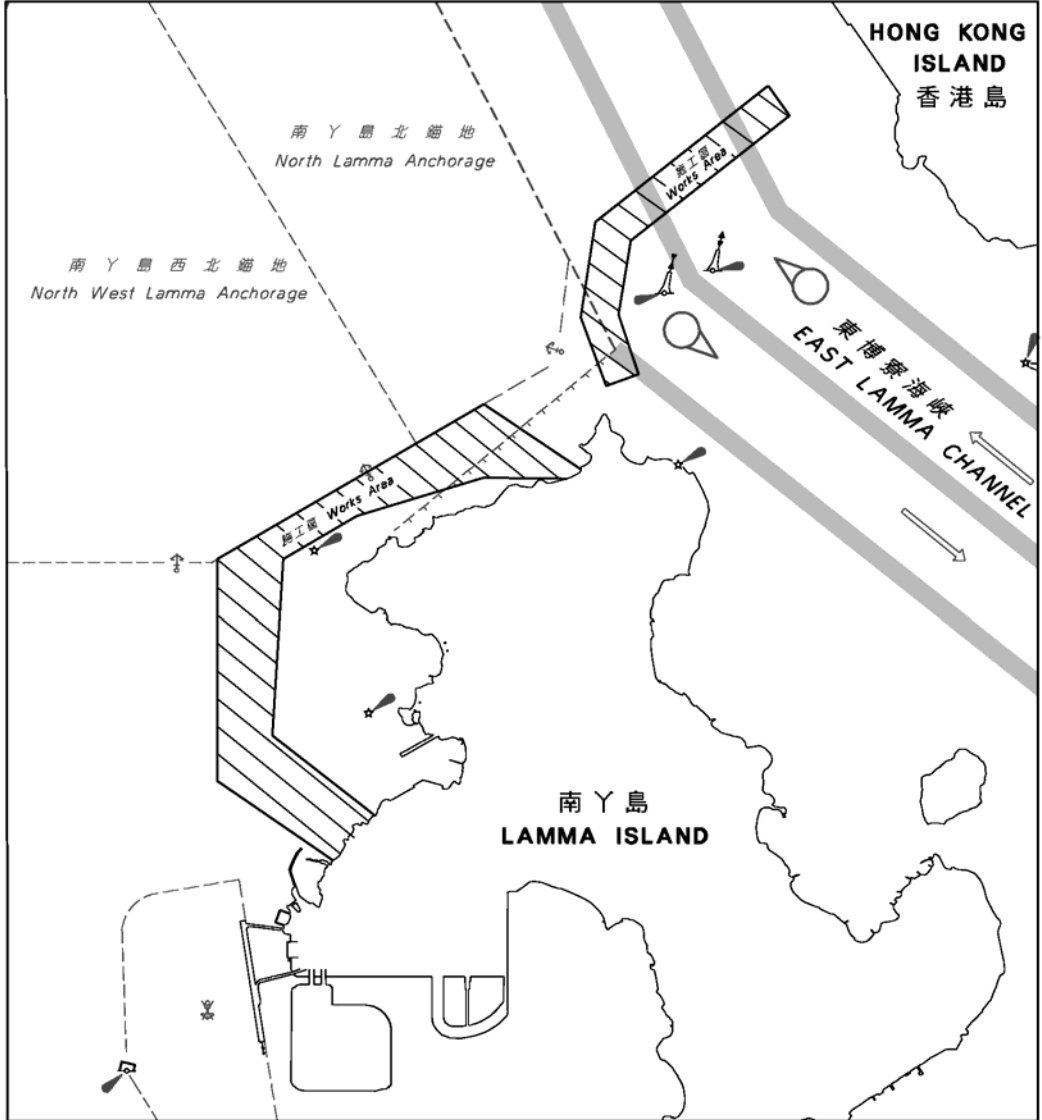 HONG KONG
ISLAND
香港島
南丫島北錨地
North Lamma Anchorage
施工區
Works Area
南丫島西北錨地
North West Lamma Anchorage
東博寮海峽
EAST LAMMA CHANNEL
施工區 Works Area
南丫島
LAMMA ISLAND